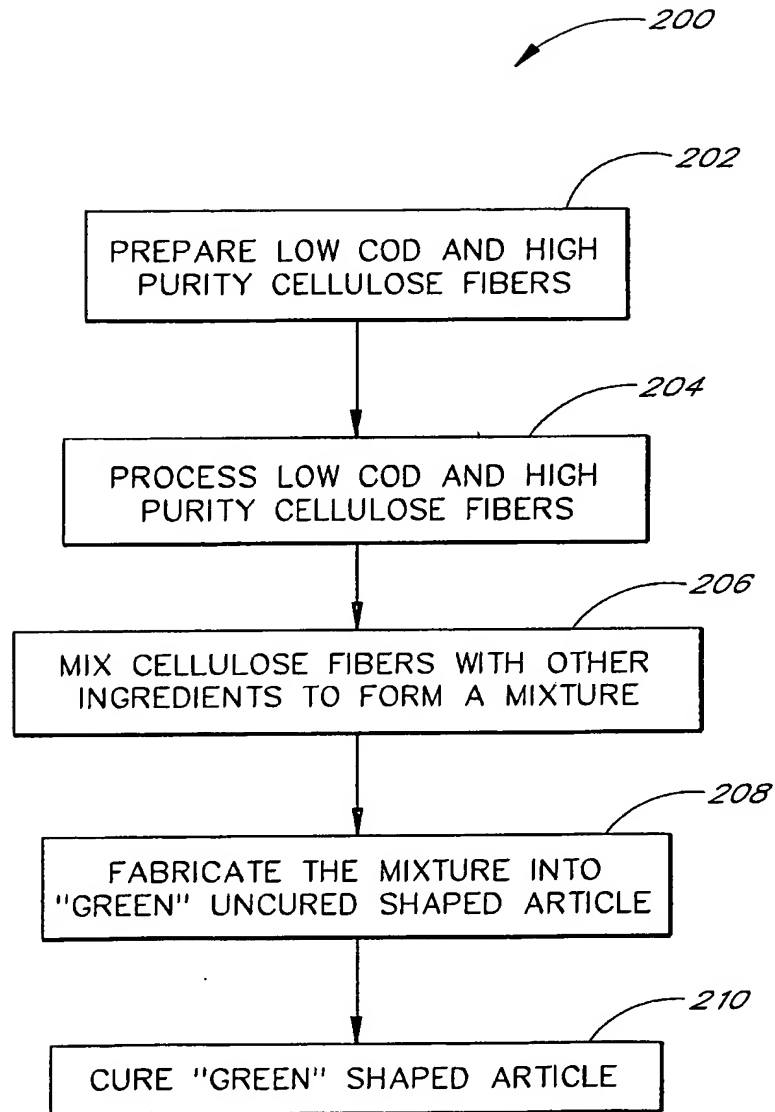 200
202
PREPARE LOW COD AND HIGH
PURITY CELLULOSE FIBERS
204
PROCESS LOW COD AND HIGH
PURITY CELLULOSE FIBERS
206
MIX CELLULOSE FIBERS WITH OTHER
INGREDIENTS TO FORM A MIXTURE
208
FABRICATE THE MIXTURE INTO
"GREEN" UNCURED SHAPED ARTICLE
210
CURE "GREEN" SHAPED ARTICLE